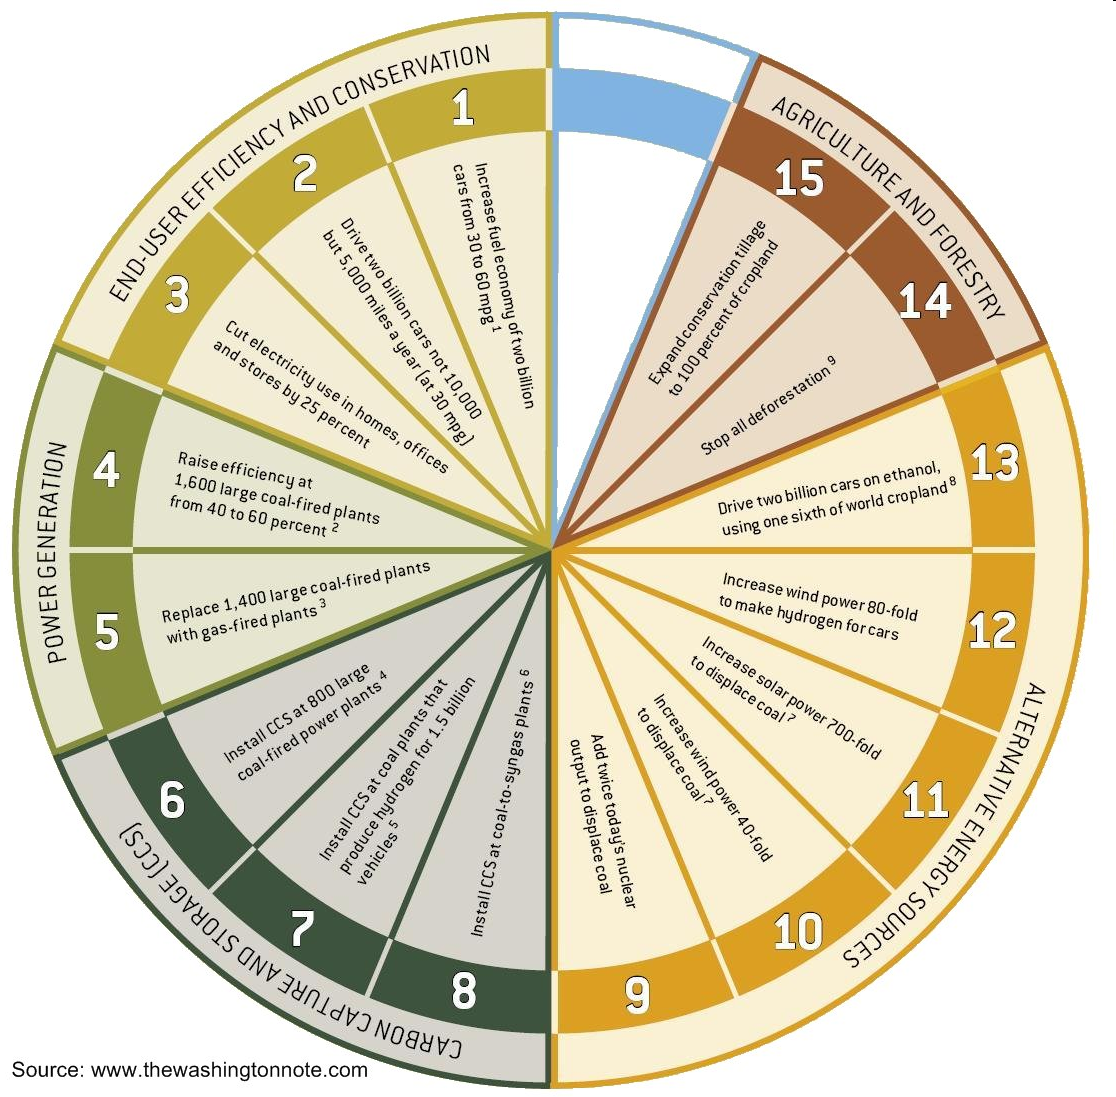 END-USER EFFICIENCY AND CONSERVATION
1
Increase fuel economy of two billion
cars from 30 to 60 mpg 1
2
Drive two billion cars not 10,000
but 5,000 miles a year (at 30 mpg)
3
Cut electricity use in homes, offices
and stores by 25 percent
POWER GENERATION
4
Raise efficiency at
1,600 large coal-fired plants
from 40 to 60 percent 2
5
Replace 1,400 large coal-fired plants
with gas-fired plants 3
CARBON CAPTURE AND STORAGE (CCS)
6
Install CCS at 800 large
coal-fired power plants 4
7
Install CCS at coal plants that
produce hydrogen for 1.5 billion
vehicles 5
8
Install CCS at coal-to-syngas plants 6
ALTERNATIVE ENERGY SOURCES
9
Add twice today's nuclear
output to displace coal
10
Increase wind power 40-fold
to displace coal 7
11
Increase solar power 700-fold
to displace coal 7
12
Increase wind power 80-fold
to make hydrogen for cars
13
Drive two billion cars on ethanol,
using one sixth of world cropland 8
AGRICULTURE AND FORESTRY
14
Stop all deforestation 9
15
Expand conservation tillage
to 100 percent of cropland
Source: www.thewashingtonnote.com